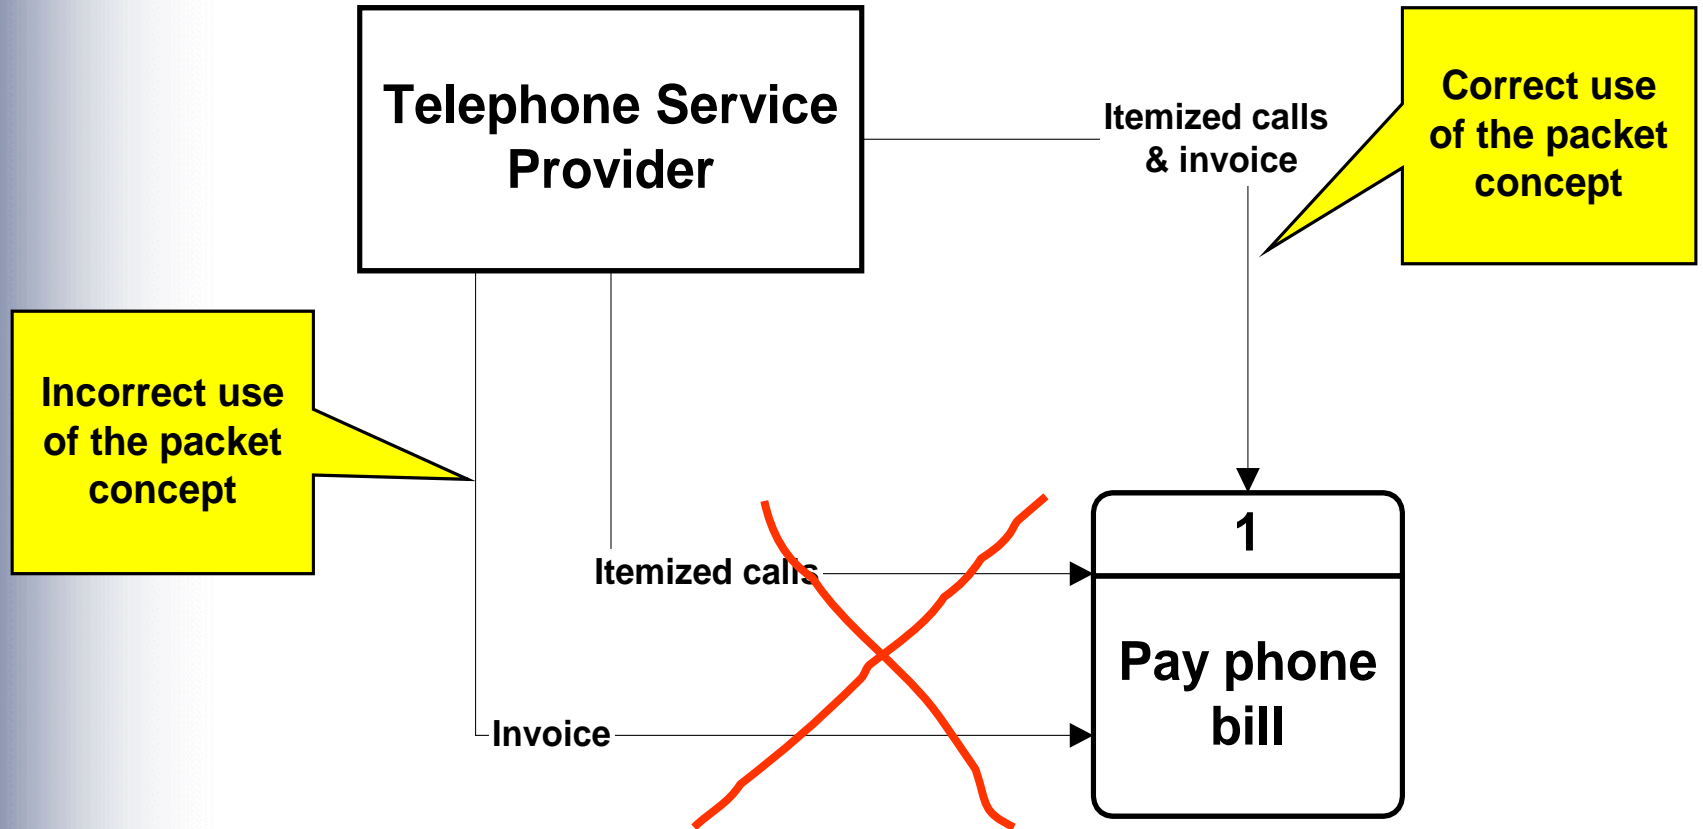 Telephone Service
Provider
Itemized calls
& invoice
Correct use
of the packet
concept
Incorrect use
of the packet
concept
Itemized calls
Invoice
1
Pay phone
bill